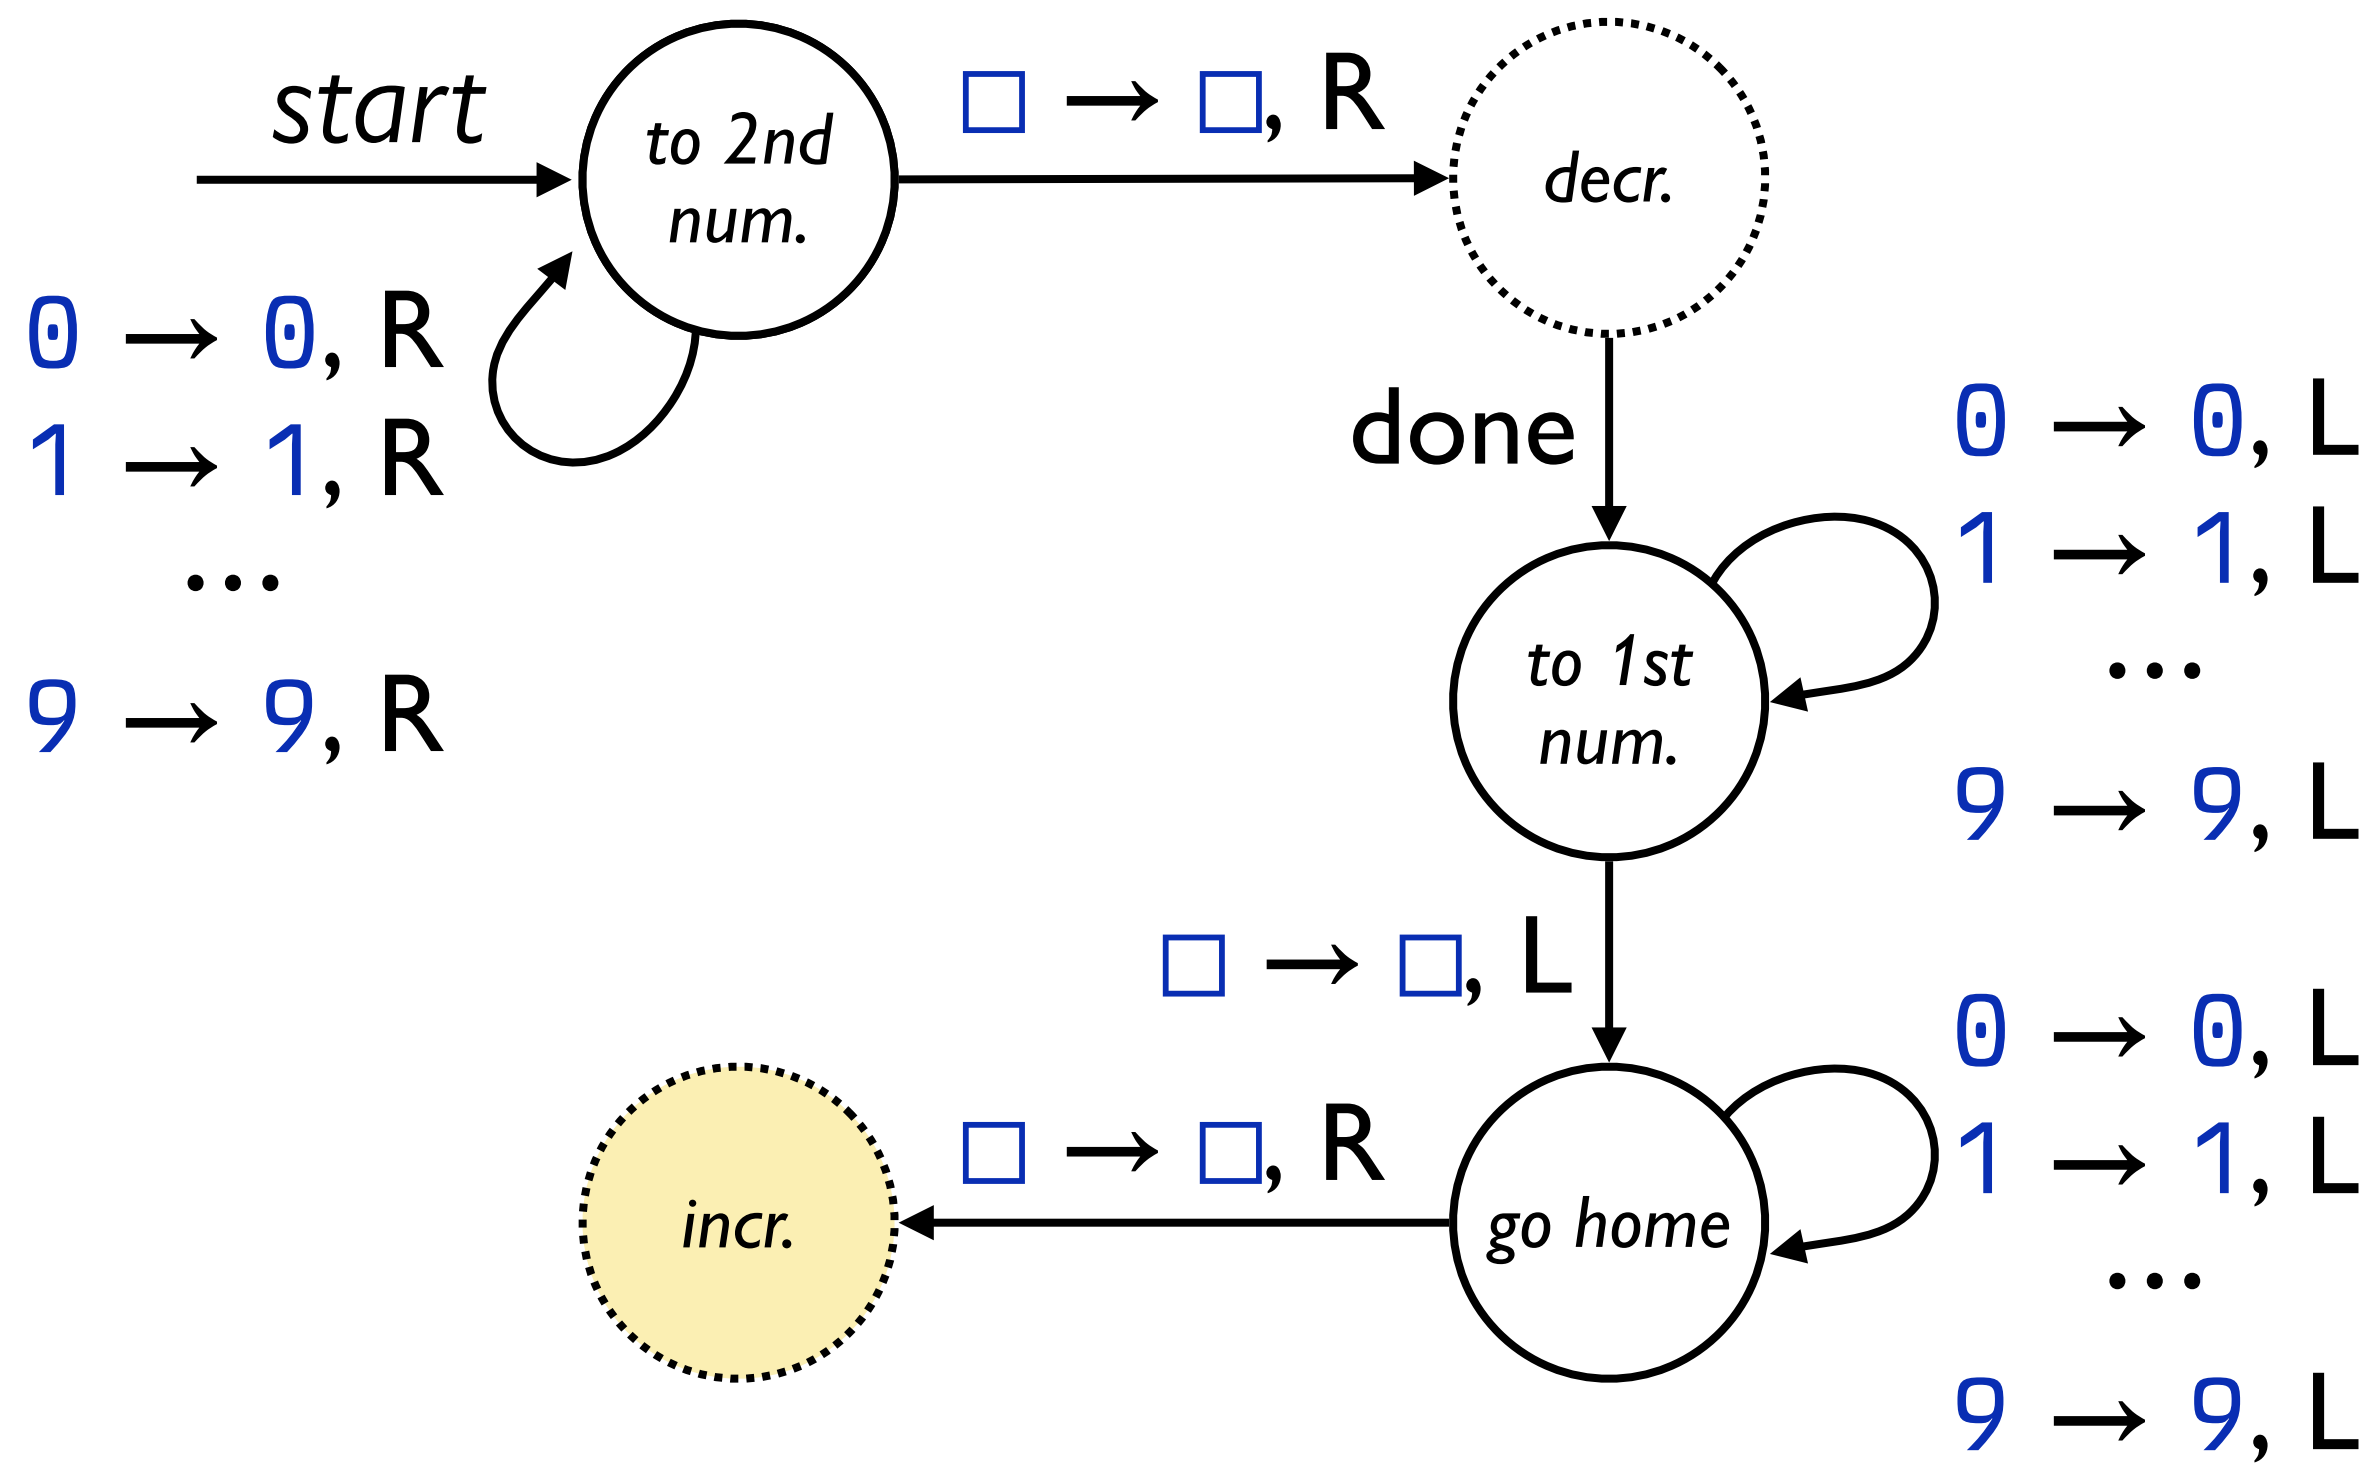 start
to 2nd
num.
□ → □, R
decr.
0 → 0, R
1 → 1, R
...
9 → 9, R
done
0 → 0, L
1 → 1, L
...
9 → 9, L
to 1st
num.
□ → □, L
incr.
□ → □, R
go home
0 → 0, L
1 → 1, L
...
9 → 9, L